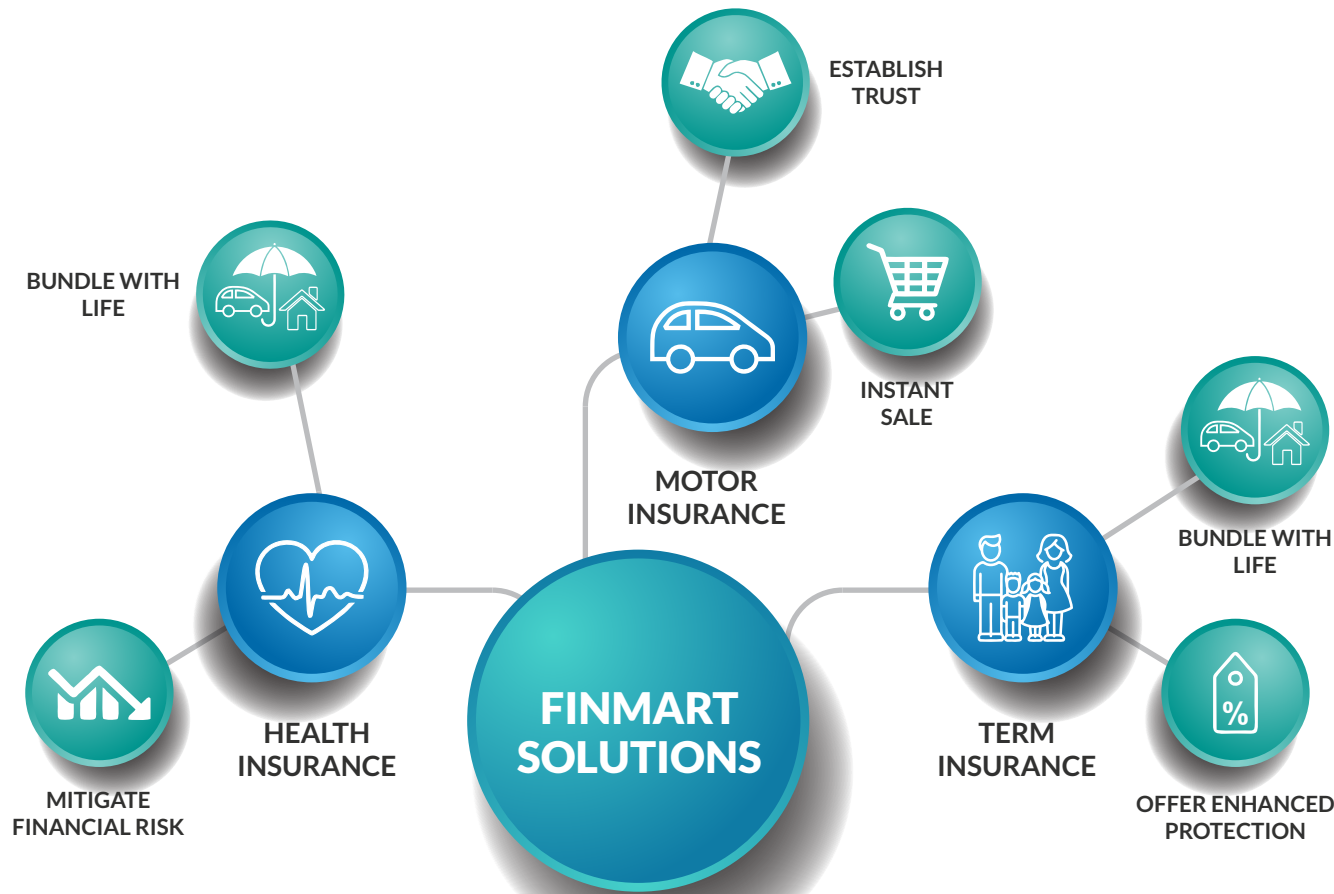 ESTABLISH
TRUST
BUNDLE WITH
LIFE
INSTANT
SALE
MOTOR
INSURANCE
BUNDLE WITH
LIFE
HEALTH
INSURANCE
FINMART
SOLUTIONS
TERM
INSURANCE
%
MITIGATE
FINANCIAL RISK
OFFER ENHANCED
PROTECTION